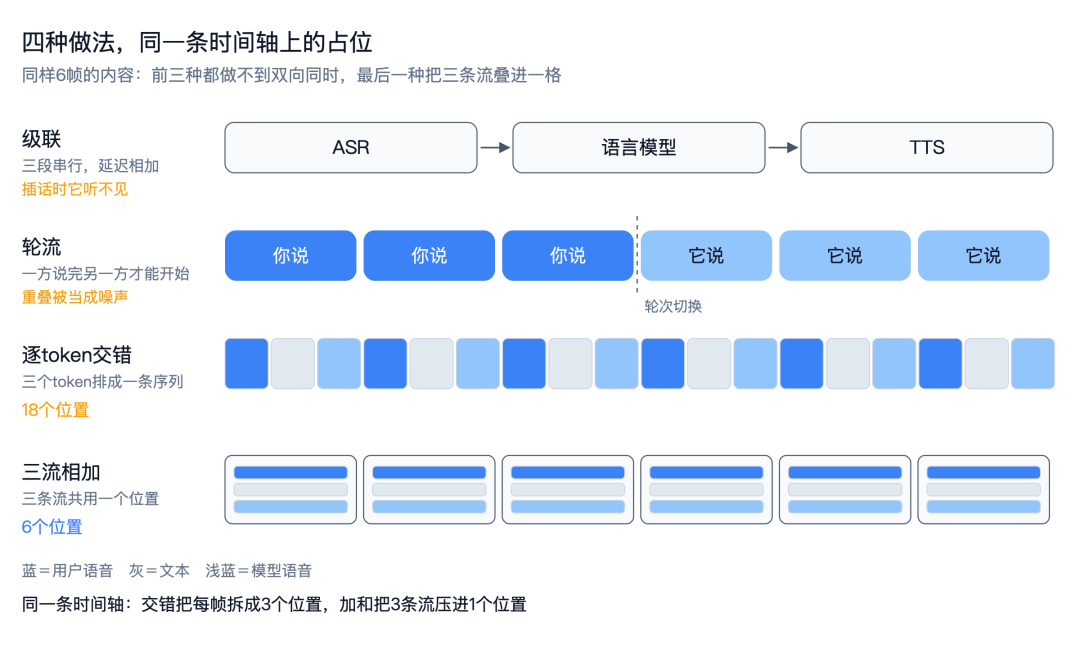 四种做法，同一条时间轴上的占位
同样6帧的内容：前三种都做不到双向同时，最后一种把三条流叠进一格
级联
三段串行，延迟相加
插话时它听不见
ASR
语言模型
TTS
轮流
一方说完另一方才能开始
重叠被当成噪声
你说
你说
你说
它说
它说
它说
轮次切换
逐token交错
三个token排成一条序列
18个位置
三流相加
三条流共用一个位置
6个位置
蓝＝用户语音　灰＝文本　浅蓝＝模型语音
同一条时间轴：交错把每帧拆成3个位置，加和把3条流压进1个位置